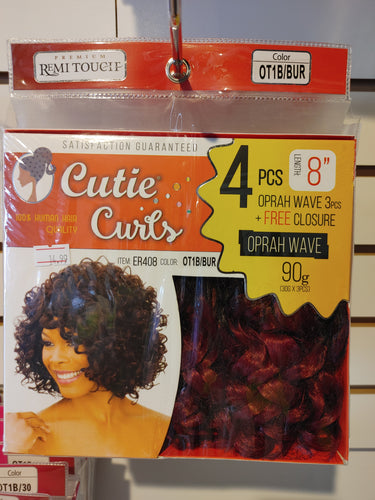 PREMIUM
REMI TOUCH
Color
OT1B/BUR
SATISFACTION GUARANTEED
Cutie
Curls
100% HUMAN HAIR
QUALITY
4 PCS
LENGTH: 8"
OPRAH WAVE 3PCS
+ FREE CLOSURE
OPRAH WAVE
90g
(30G X 3PCS)
14.99
ITEM: ER408 COLOR: OT1B/BUR
Color
OT1B/30